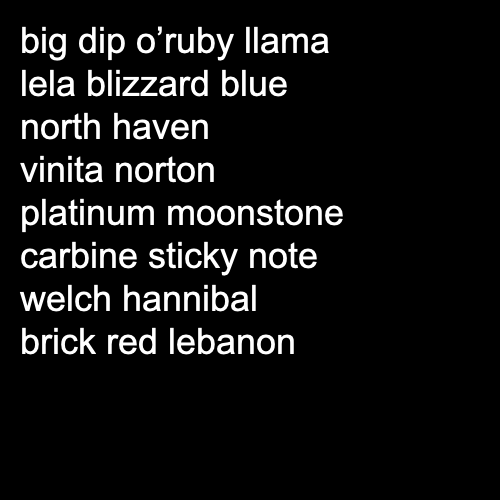 big dip o’ruby llama
lela blizzard blue
north haven
vinita norton
platinum moonstone
carbine sticky note
welch hannibal
brick red lebanon